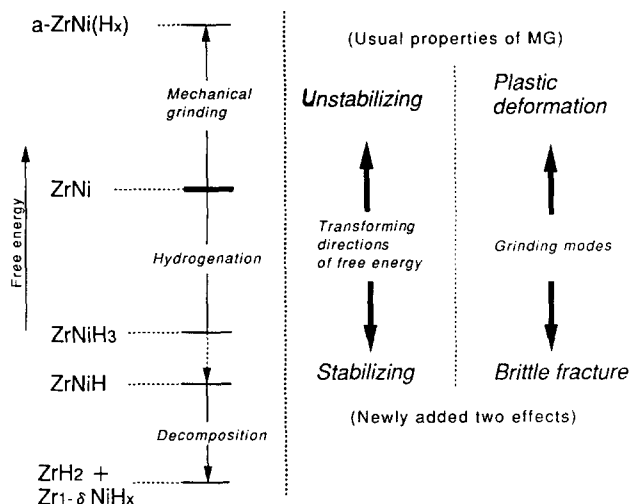 a-ZrNi(Hx)
Mechanical
grinding
Free energy
ZrNi
Hydrogenation
ZrNiH3
ZrNiH
Decomposition
ZrH2 +
Zr1-δ NiHx
(Usual properties of MG)
Unstabilizing
Plastic
deformation
Transforming
directions
of free energy
Grinding modes
Stabilizing
Brittle fracture
(Newly added two effects)